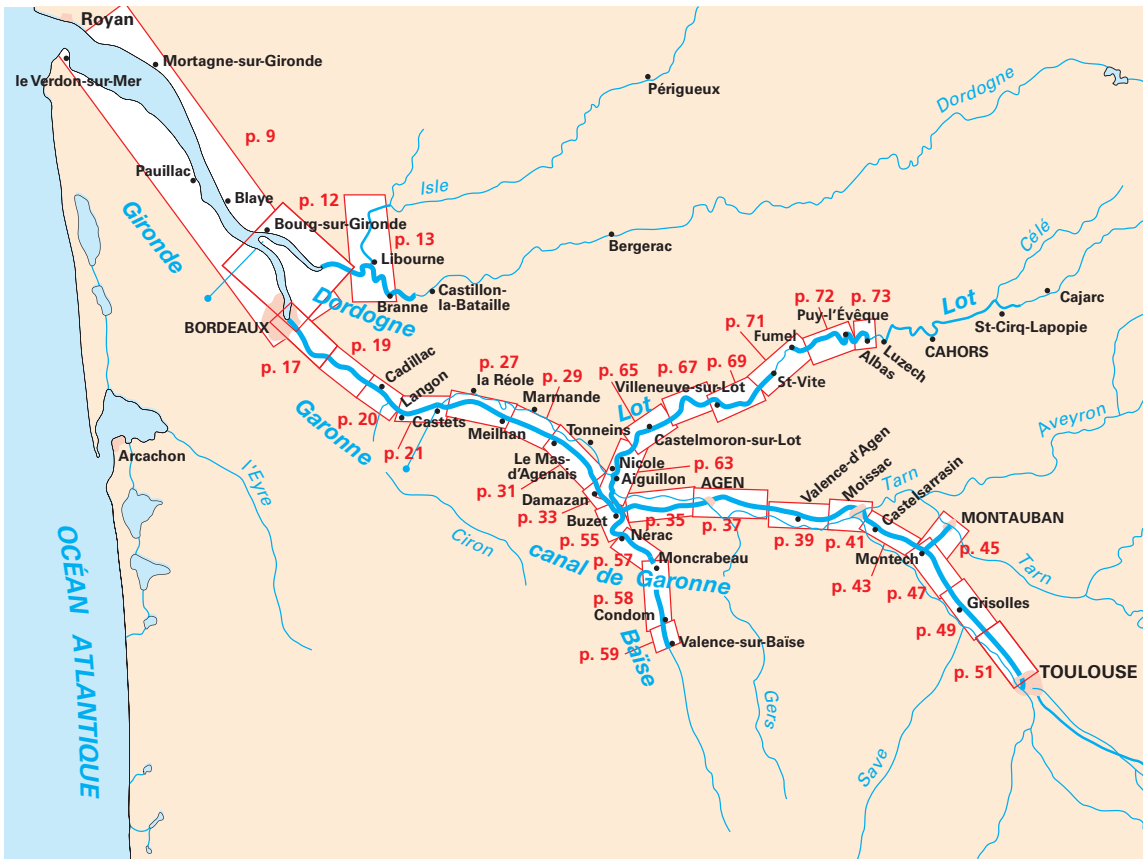 Royan
le Verdon-sur-Mer
Mortagne-sur-Gironde
Périgueux
Dordogne
p. 9
Pauillac
Blaye
Isle
p. 12
Bourg-sur-Gironde
p. 13
Gironde
Libourne
Bergerac
Célé
Castillon-
la-Bataille
Branne
Dordogne
BORDEAUX
p. 17
p. 19
Cadillac
Langon
p. 20
Castets
p. 21
Garonne
p. 27
la Réole
Marmande
p. 29
Meilhan
Tonneins
Le Mas-
d'Agenais
p. 31
Damazan
p. 33
Buzet
p. 65
Lot
Villeneuve-sur-Lot
p. 67
p. 69
p. 71
Fumel
p. 72
p. 73
Puy-l'Évêque
Albas
Luzech
CAHORS
Lot
St-Cirq-Lapopie
Cajarc
St-Vite
Castelmoron-sur-Lot
Nicole
Aiguillon
p. 63
AGEN
p. 35
p. 37
Valence-d'Agen
Moissac
Tarn
Castelsarrasin
Aveyron
MONTAUBAN
p. 39
p. 41
p. 43
Montech
p. 45
Tarn
p. 47
Grisolles
p. 49
p. 51
TOULOUSE
Arcachon
l'Eyre
Ciron
p. 55
Nérac
p. 57
Moncrabeau
canal de Garonne
p. 58
Condom
p. 59
Valence-sur-Baïse
Baïse
Gers
Save
OCÉAN ATLANTIQUE